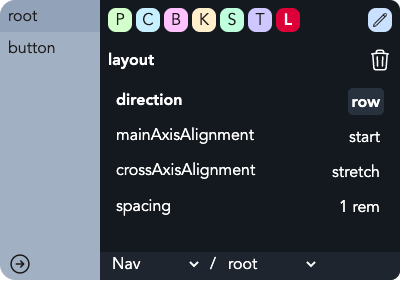 root
button
P C B K S T L
layout
direction row
mainAxisAlignment start
crossAxisAlignment stretch
spacing 1 rem
Nav / root